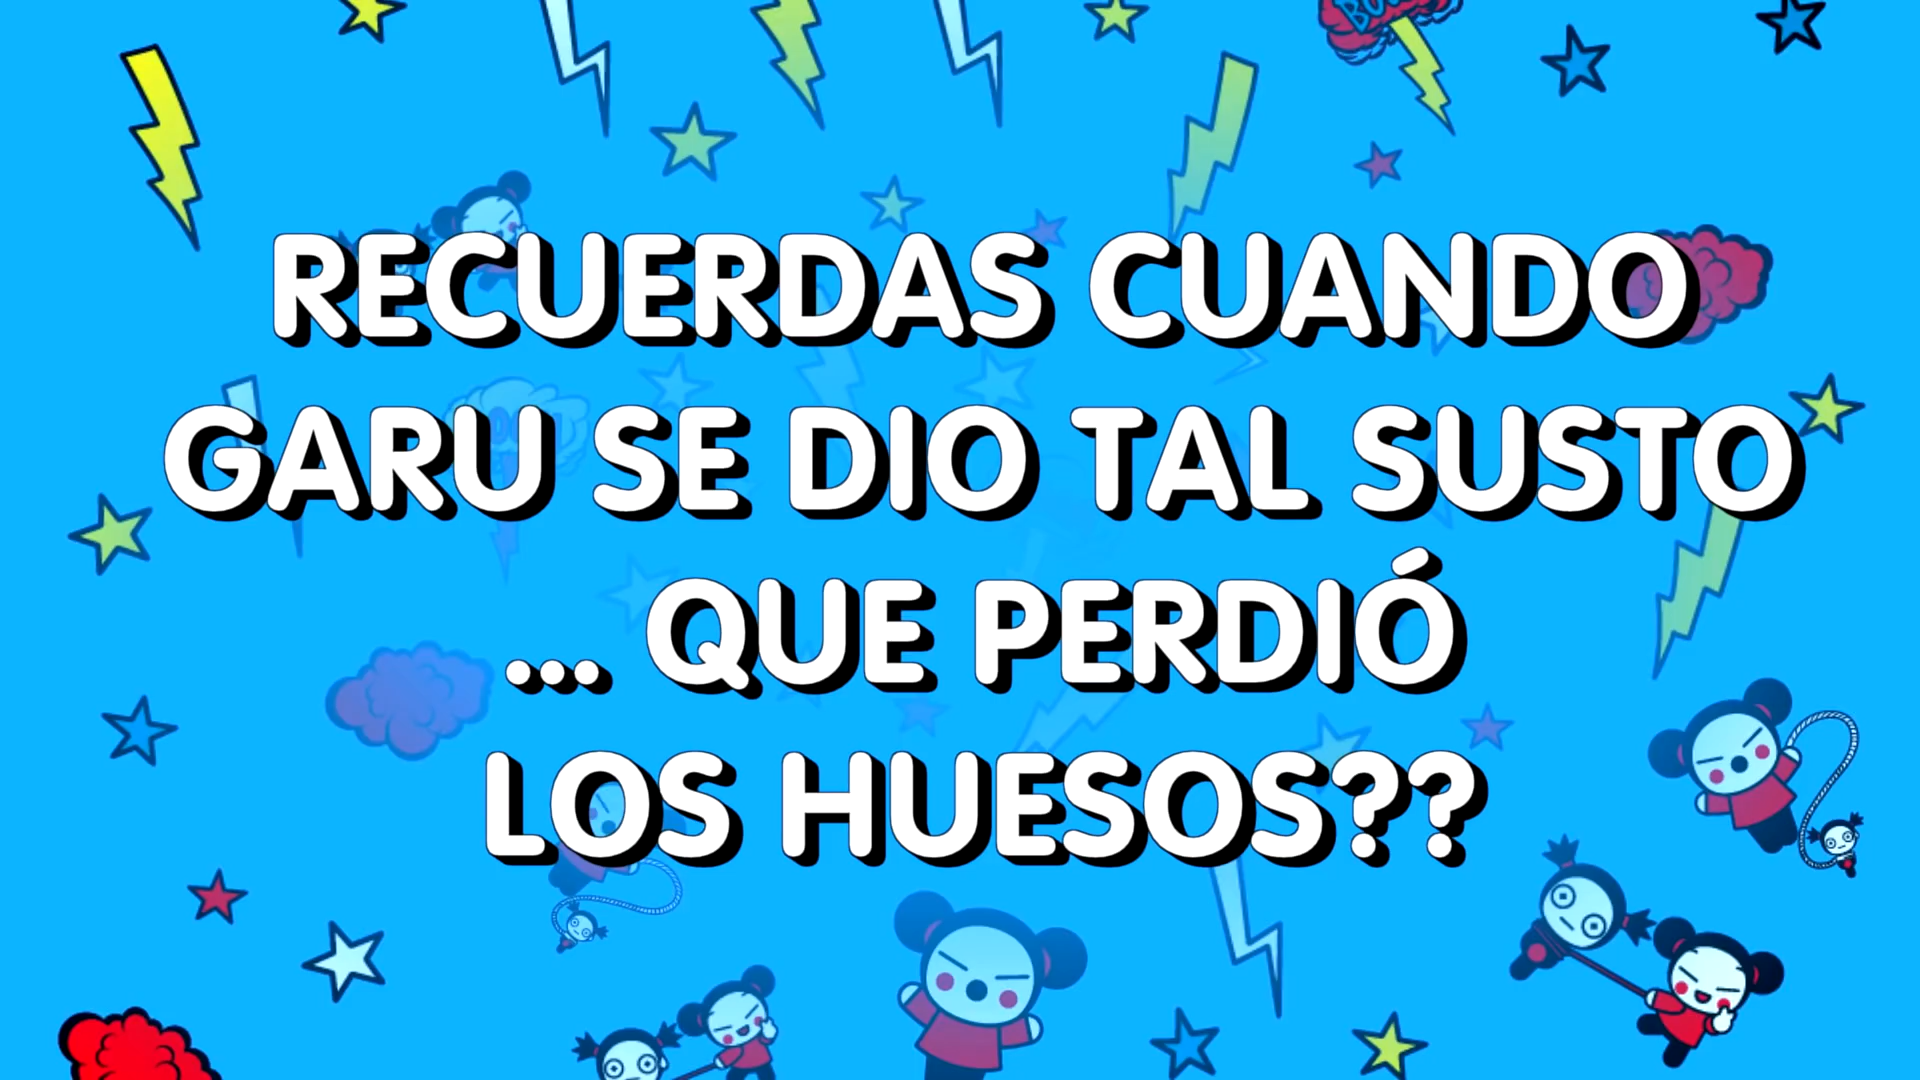 RECUERDAS CUANDO
GARU SE DIO TAL SUSTO
... QUE PERDIÓ
LOS HUESOS??